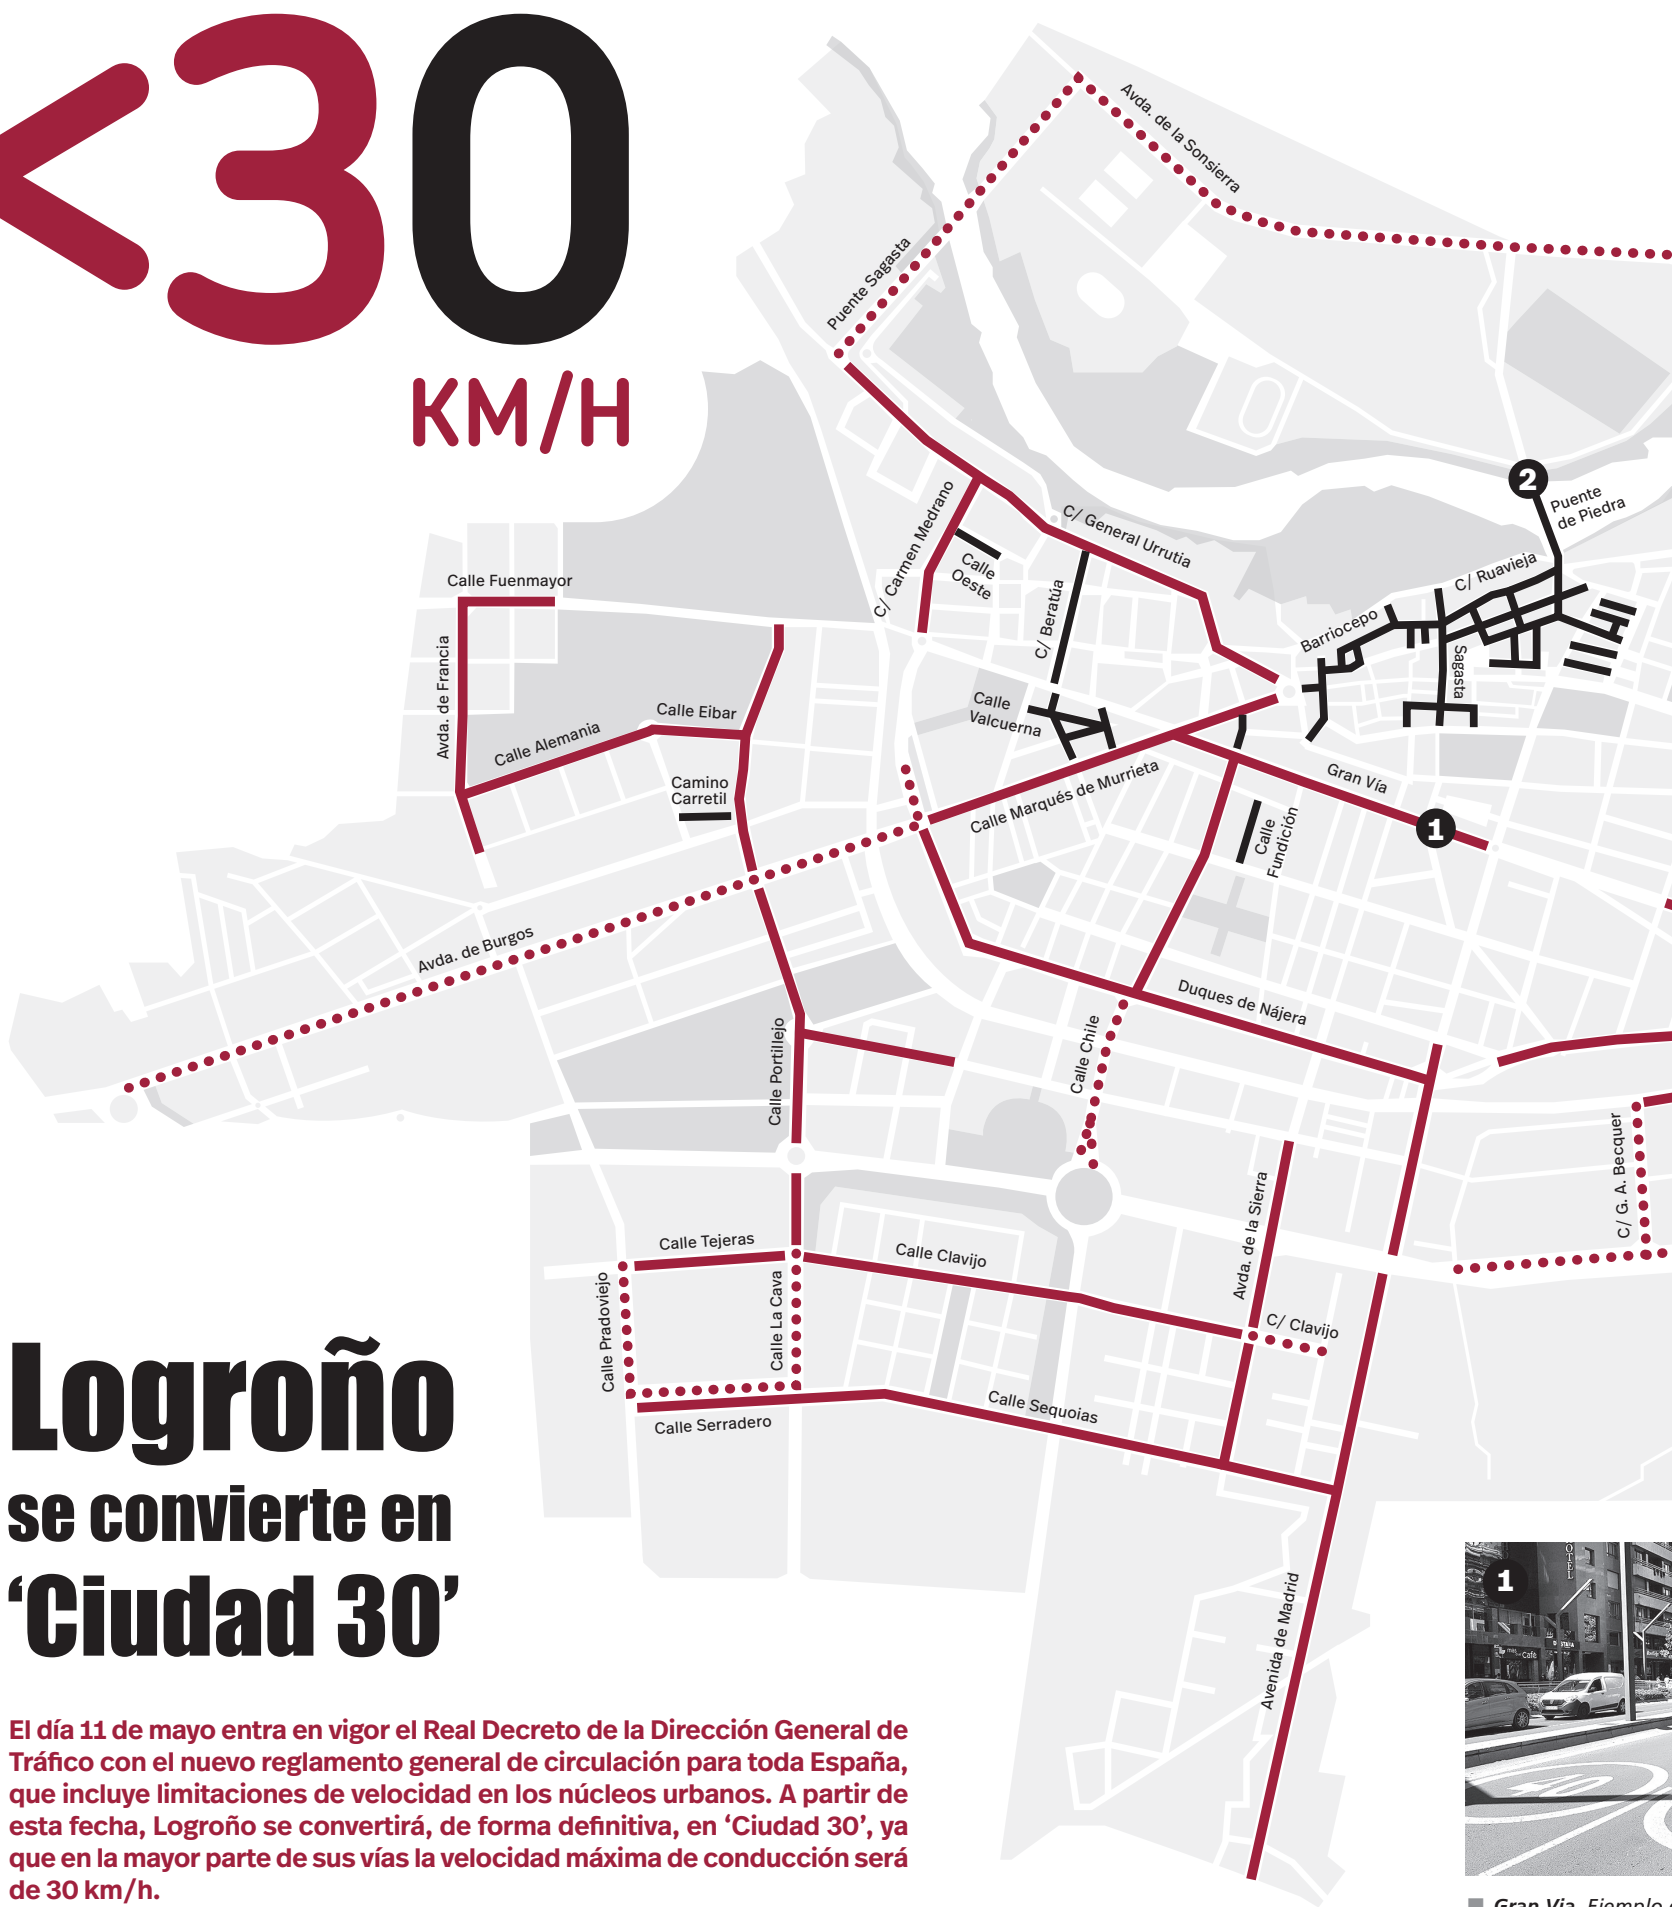 <30
KM/H
Avda. de la Sonsierra
Puente Sagasta
2
Puente
de Piedra
C/ General Urrutia
C/ Carmen Medrano
Calle
Oeste
C/ Beratúa
C/ Ruavieja
Barriocepo
Sagasta
Calle Fuenmayor
Avda. de Francia
Calle Eibar
Calle Alemania
Camino
Carretil
Calle
Valcuerna
Calle Marqués de Murrieta
Gran Vía
1
Calle
Fundición
Avda. de Burgos
Duques de Nájera
Calle Chile
Calle Portillejo
C/ G. A. Becquer
Avda. de la Sierra
Calle Tejeras
Calle Clavijo
C/ Clavijo
Calle Pradoviejo
Calle La Cava
Calle Serradero
Calle Sequoias
Avenida de Madrid
Logroño
se convierte en
‘Ciudad 30’
El día 11 de mayo entra en vigor el Real Decreto de la Dirección General de
Tráfico con el nuevo reglamento general de circulación para toda España,
que incluye limitaciones de velocidad en los núcleos urbanos. A partir de
esta fecha, Logroño se convertirá, de forma definitiva, en ‘Ciudad 30’, ya
que en la mayor parte de sus vías la velocidad máxima de conducción será
de 30 km/h.
1
OTEL
Café
40
Gran Via. Ejemplo